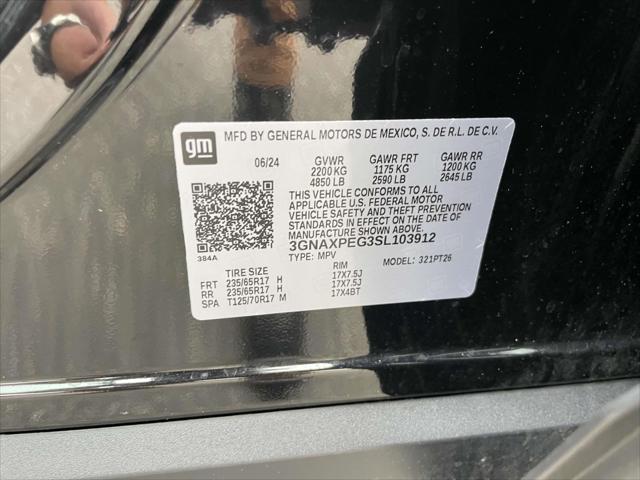 gm
MFD BY GENERAL MOTORS DE MEXICO, S. DE R.L. DE C.V.
06/24 GVWR GAWR FRT GAWR RR
2200 KG 1175 KG 1200 KG
4850 LB 2590 LB 2645 LB
THIS VEHICLE CONFORMS TO ALL
APPLICABLE U.S. FEDERAL MOTOR
VEHICLE SAFETY AND THEFT PREVENTION
STANDARDS IN EFFECT ON THE DATE OF
MANUFACTURE SHOWN ABOVE.
3GNAXPEG3SL103912
384A
TYPE: MPV MODEL: 321PT26
TIRE SIZE RIM
FRT 235/65R17 H 17X7.5J
RR 235/65R17 H 17X7.5J
SPA T125/70R17 M 17X4BT